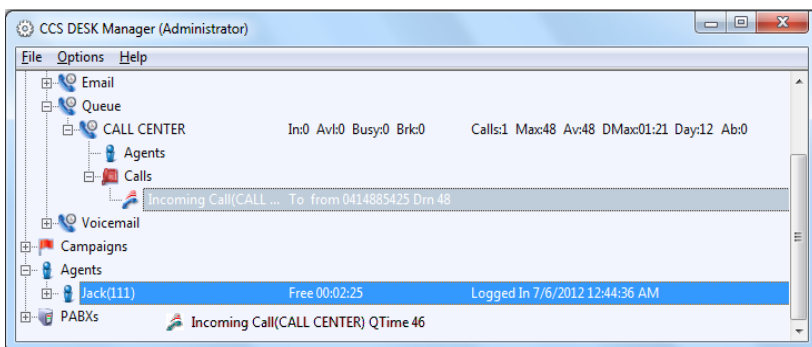 CCS DESK Manager (Administrator)
File Options Help
Email
Queue
CALL CENTER In:0 Avl:0 Busy:0 Brk:0 Calls:1 Max:48 Av:48 DMax:01:21 Day:12 Ab:0
Agents
Calls
Incoming Call(CALL ... To from 0414885425 Drn 48
Voicemail
Campaigns
Agents
Jack(111) Free 00:02:25 Logged In 7/6/2012 12:44:36 AM
PABXs
Incoming Call(CALL CENTER) QTime 46